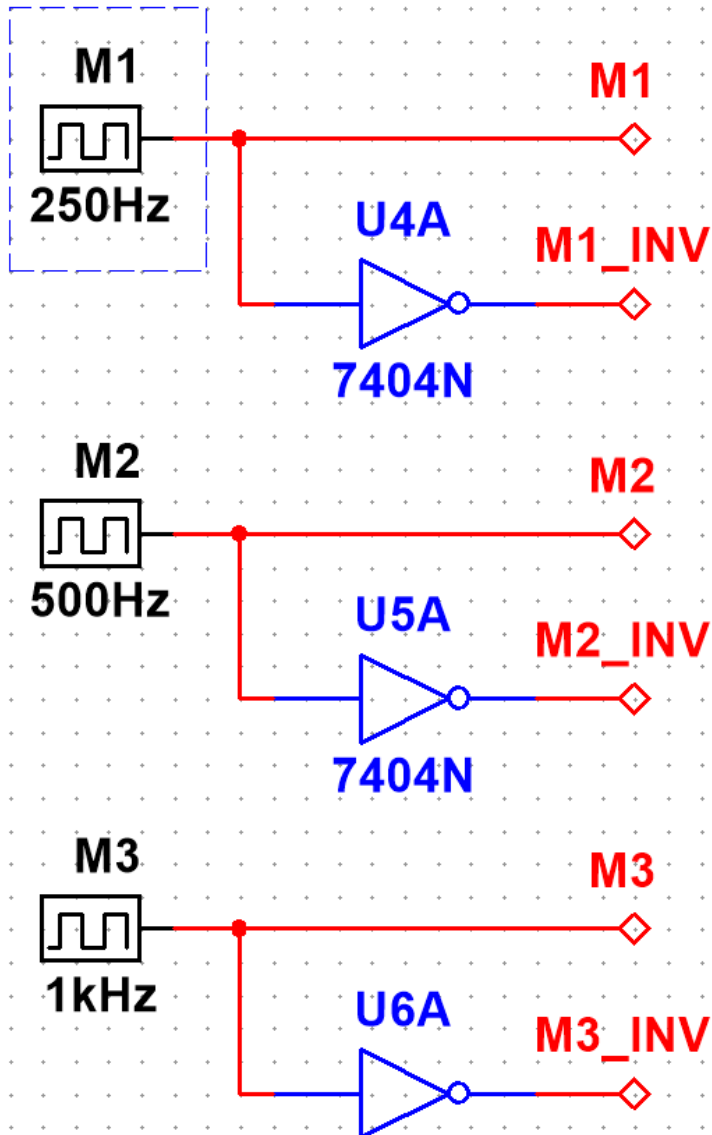 M1
M1
250Hz
U4A
M1_INV
7404N
M2
M2
500Hz
U5A
M2_INV
7404N
M3
M3
1kHz
U6A
M3_INV